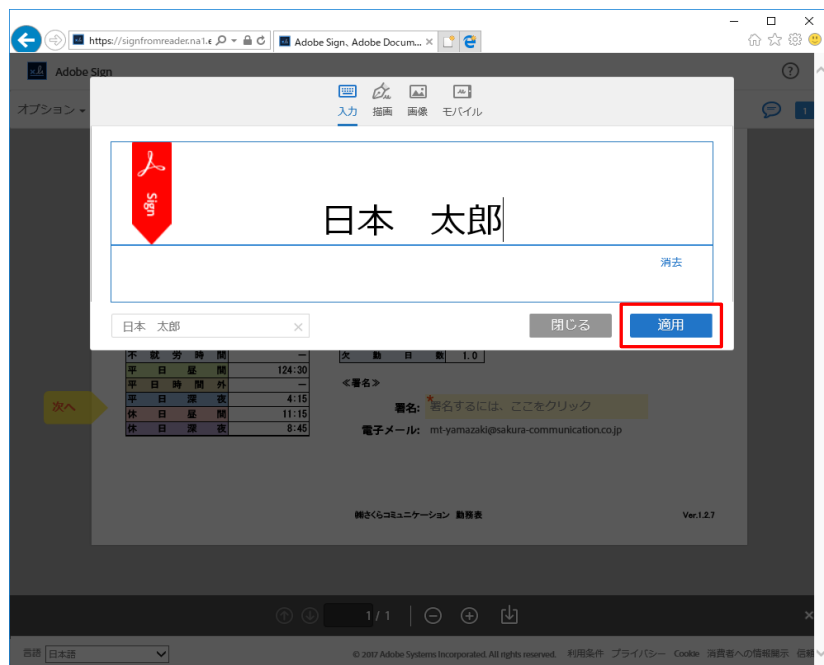 https://signfromreader.na1.e
Adobe Sign、Adobe Docum...
Adobe Sign
オプション
1
入力 描画 画像 モバイル
Sign
日本　太郎
消去
日本 太郎
閉じる
適用
不就労時間 －
平日昼間 124:30
平日時間外 －
平日深夜 4:15
休日昼間 11:15
休日深夜 8:45
欠勤日数 1.0
≪署名≫
署名: *署名するには、ここをクリック
電子メール: mt-yamazaki@sakura-communication.co.jp
次へ
㈱さくらコミュニケーション 勤務表
Ver.1.2.7
1 / 1
言語 日本語
© 2017 Adobe Systems Incorporated. All rights reserved. 利用条件 プライバシー Cookie 消費者への情報開示 信頼